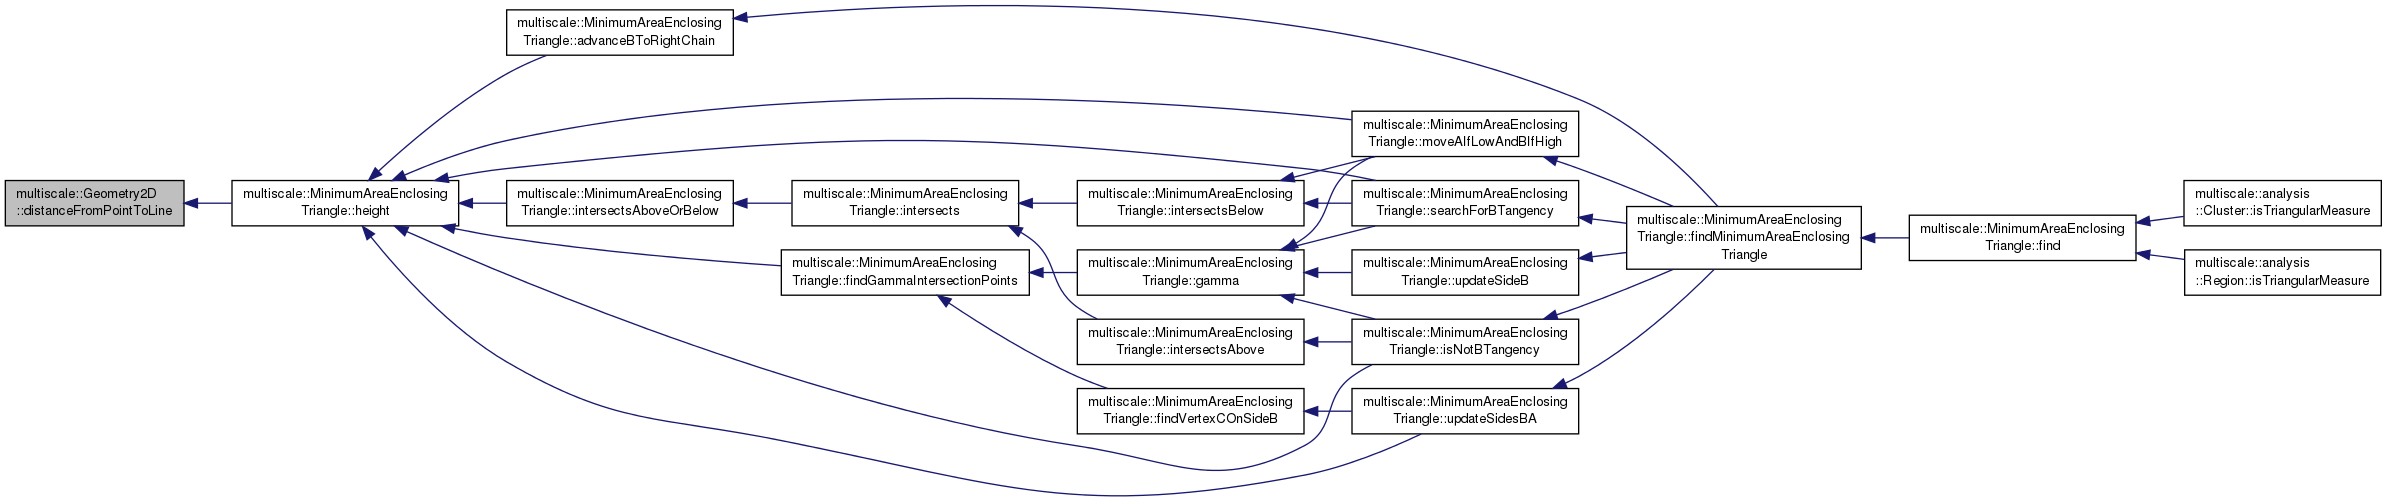 multiscale::Geometry2D
::distanceFromPointToLine
multiscale::MinimumAreaEnclosing
Triangle::height
multiscale::MinimumAreaEnclosing
Triangle::advanceBToRightChain
multiscale::MinimumAreaEnclosing
Triangle::intersectsAboveOrBelow
multiscale::MinimumAreaEnclosing
Triangle::intersects
multiscale::MinimumAreaEnclosing
Triangle::findGammaIntersectionPoints
multiscale::MinimumAreaEnclosing
Triangle::intersectsBelow
multiscale::MinimumAreaEnclosing
Triangle::gamma
multiscale::MinimumAreaEnclosing
Triangle::intersectsAbove
multiscale::MinimumAreaEnclosing
Triangle::findVertexCOnSideB
multiscale::MinimumAreaEnclosing
Triangle::moveAIfLowAndBIfHigh
multiscale::MinimumAreaEnclosing
Triangle::searchForBTangency
multiscale::MinimumAreaEnclosing
Triangle::updateSideB
multiscale::MinimumAreaEnclosing
Triangle::isNotBTangency
multiscale::MinimumAreaEnclosing
Triangle::updateSidesBA
multiscale::MinimumAreaEnclosing
Triangle::findMinimumAreaEnclosing
Triangle
multiscale::MinimumAreaEnclosing
Triangle::find
multiscale::analysis
::Cluster::isTriangularMeasure
multiscale::analysis
::Region::isTriangularMeasure